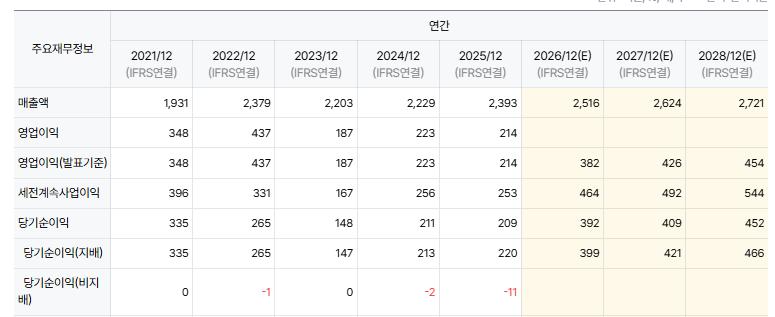 연간
주요재무정보 2021/12 2022/12 2023/12 2024/12 2025/12 2026/12(E) 2027/12(E) 2028/12(E)
(IFRS연결) (IFRS연결) (IFRS연결) (IFRS연결) (IFRS연결) (IFRS연결) (IFRS연결) (IFRS연결)
매출액 1,931 2,379 2,203 2,229 2,393 2,516 2,624 2,721
영업이익 348 437 187 223 214
영업이익(발표기준) 348 437 187 223 214 382 426 454
세전계속사업이익 396 331 167 256 253 464 492 544
당기순이익 335 265 148 211 209 392 409 452
당기순이익(지배) 335 265 147 213 220 399 421 466
당기순이익(비지
배) 0 -1 0 -2 -11